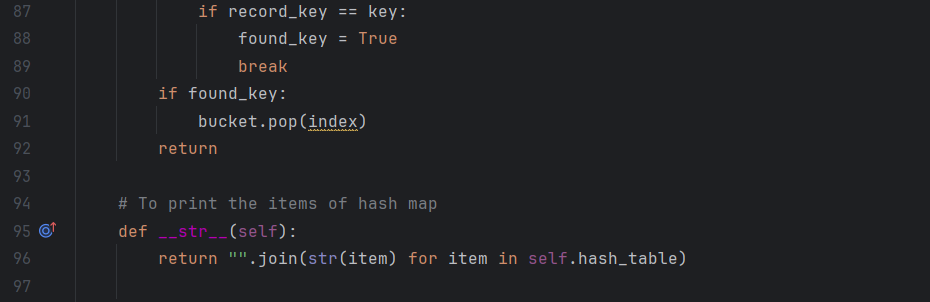 87 if record_key == key:
88 found_key = True
89 break
90 if found_key:
91 bucket.pop(index)
92 return
93
94 # To print the items of hash map
95 def __str__(self):
96 return "".join(str(item) for item in self.hash_table)
97